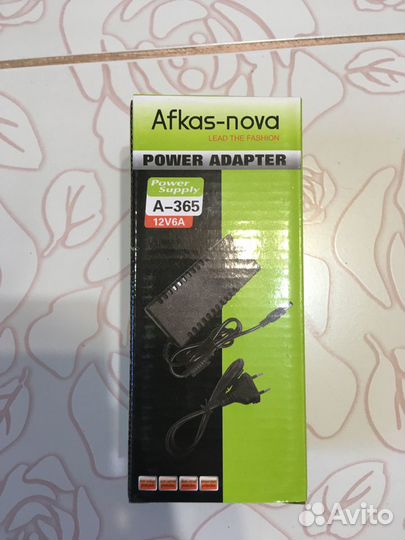 Afkas-nova
LEAD THE FASHION
POWER ADAPTER
Power
Supply
A-365
12V6A
Avito